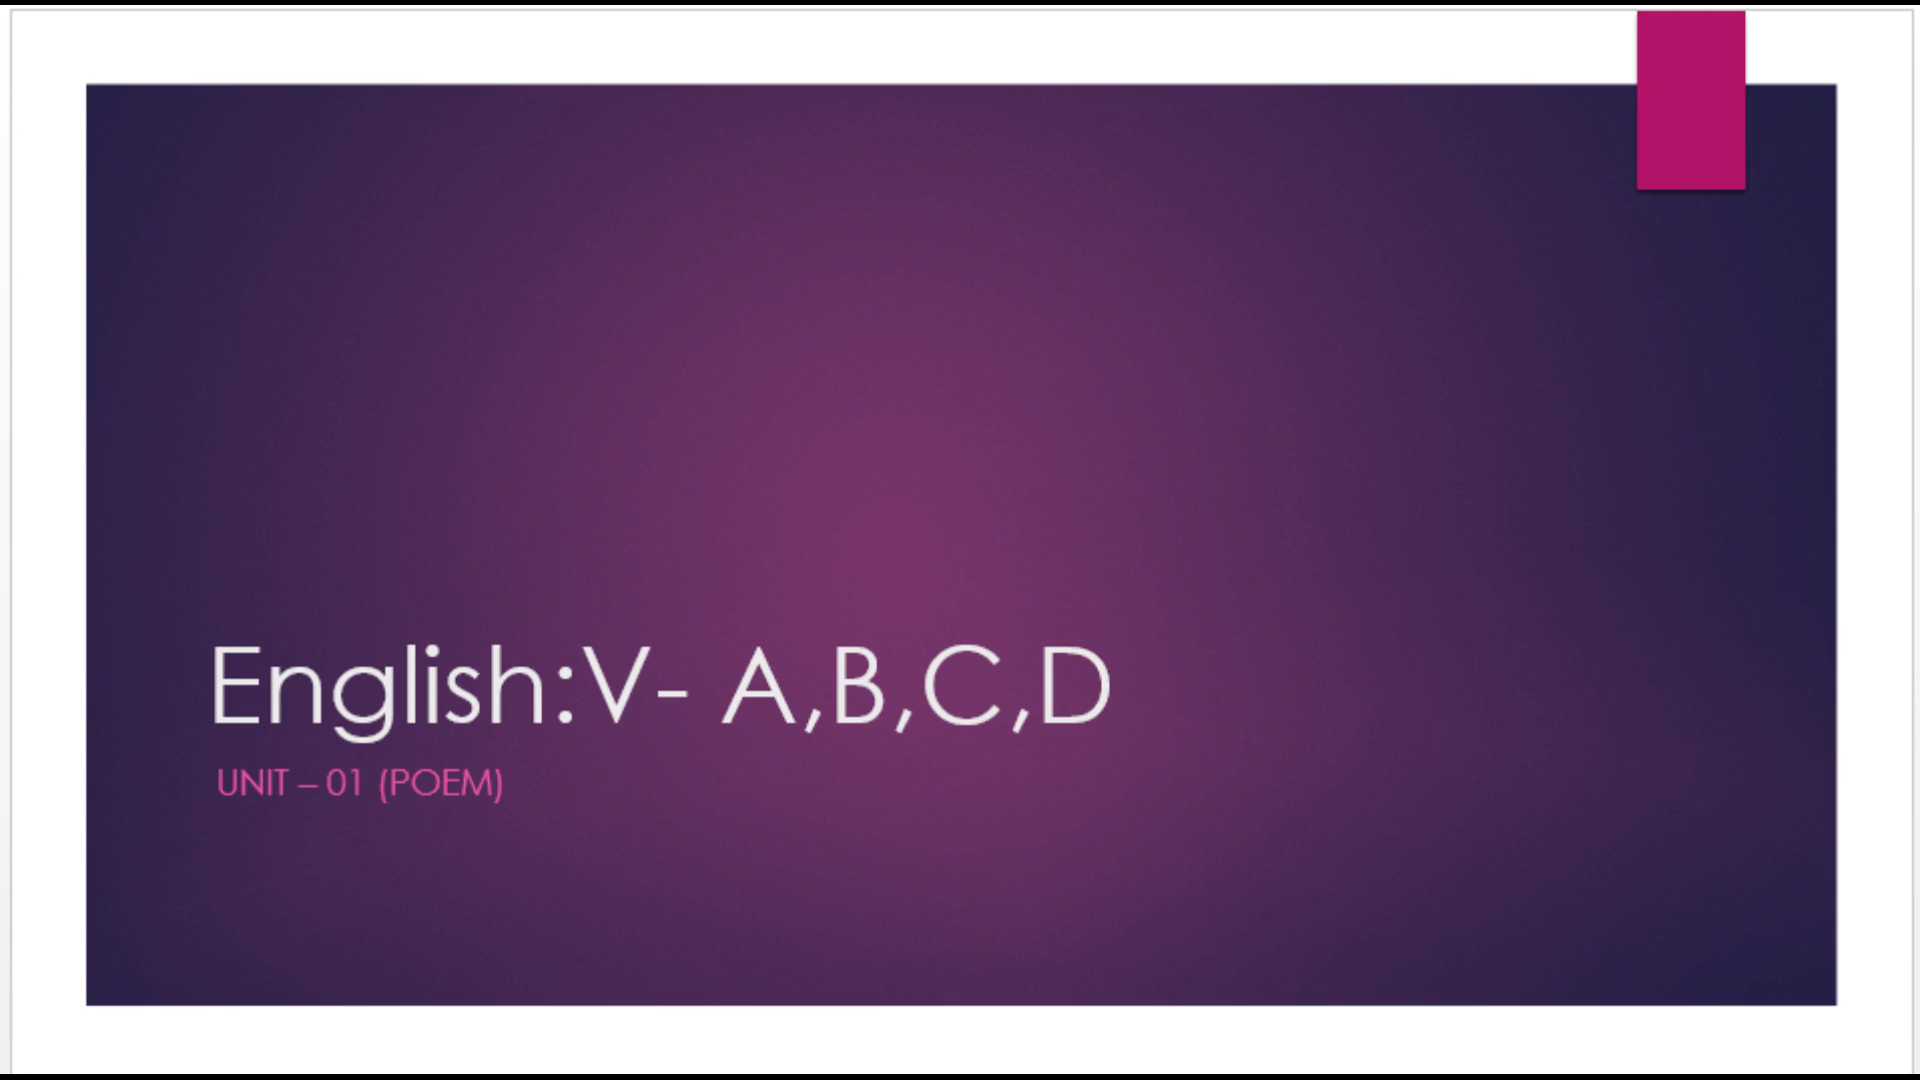 English:V- A,B,C,D
UNIT – 01 (POEM)